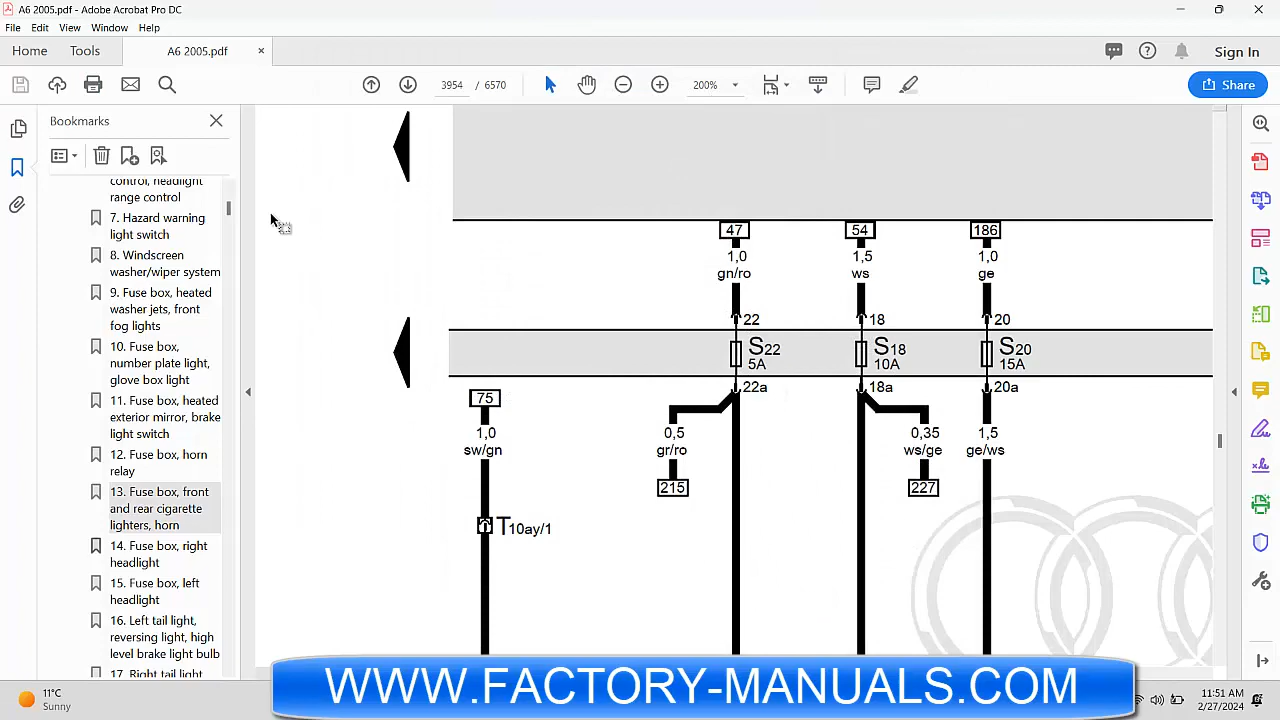 A6 2005.pdf - Adobe Acrobat Pro DC
File Edit View Window Help
Home Tools A6 2005.pdf × Sign In
3954 / 6570 200% Share
Bookmarks
control, headlight
range control
7. Hazard warning
light switch
8. Windscreen
washer/wiper system
9. Fuse box, heated
washer jets, front
fog lights
10. Fuse box,
number plate light,
glove box light
11. Fuse box, heated
exterior mirror, brake
light switch
12. Fuse box, horn
relay
13. Fuse box, front
and rear cigarette
lighters, horn
14. Fuse box, right
headlight
15. Fuse box, left
headlight
16. Left tail light,
reversing light, high
level brake light bulb
17. Right tail light
47 54 186
1,0 1,5 1,0
gn/ro ws ge
22 18 20
S22 S18 S20
5A 10A 15A
22a 18a 20a
75
1,0 0,5 0,35 1,5
sw/gn gr/ro ws/ge ge/ws
215 227
T10ay/1
WWW.FACTORY-MANUALS.COM
11°C
Sunny
11:51 AM
2/27/2024